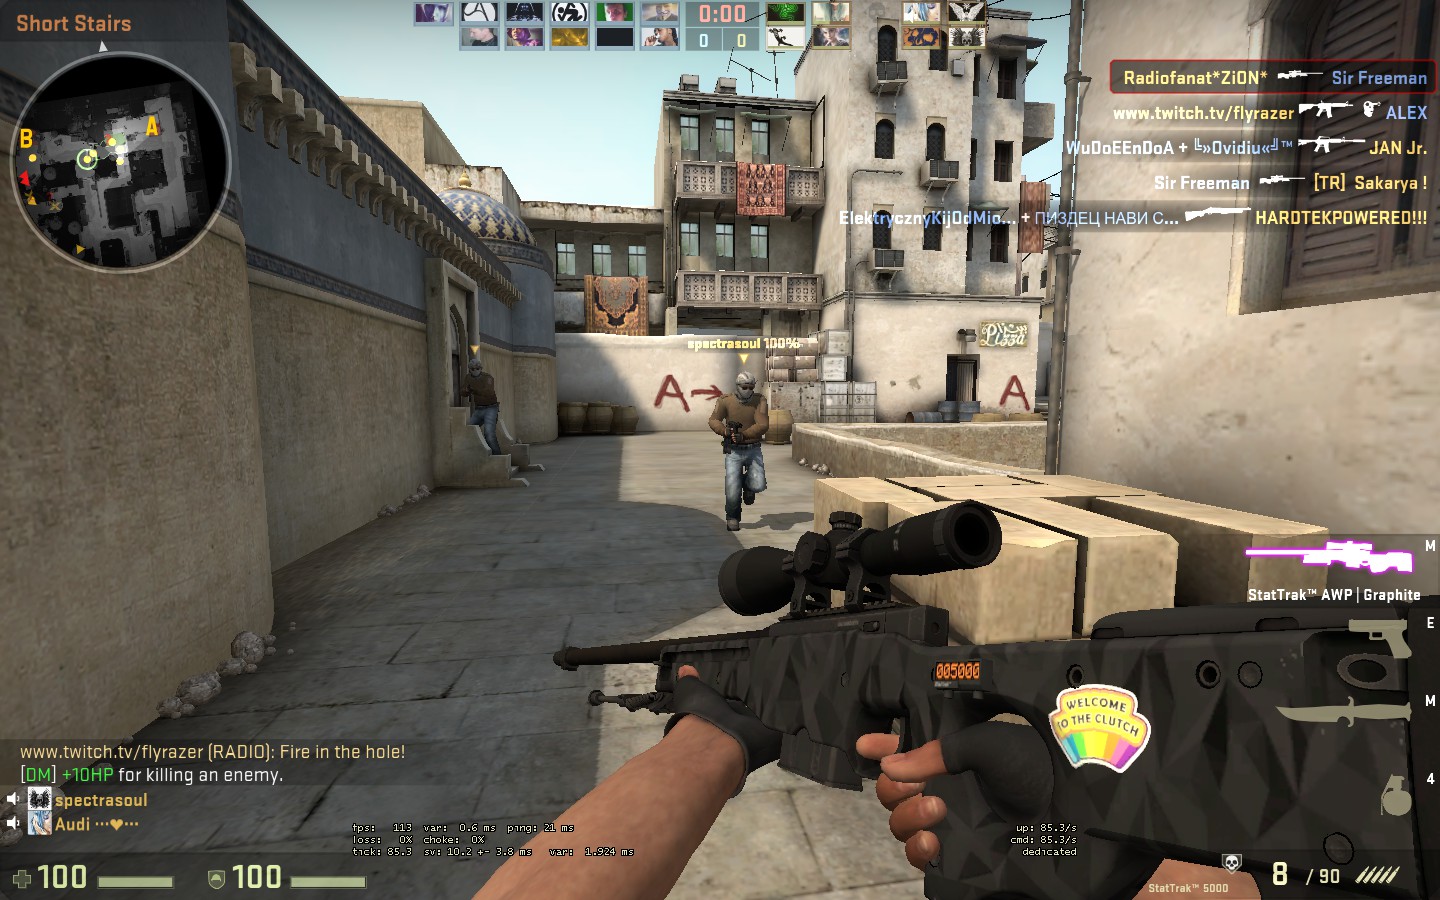 Short Stairs
0:00
0 0
B
A
Radiofanat*ZiON* Sir Freeman
www.twitch.tv/flyrazer ALEX
WuDoEEnDoA + ╚»Ovidiu«╝™ JAN Jr.
Sir Freeman [TR] Sakarya !
ElektrycznyKijOdMio... + ПИЗДЕЦ НАВИ С... HARDTEKPOWERED!!!
Pizza
spectrasoul 100%
A→
A
M
StatTrak™ AWP | Graphite
E
005000
M
WELCOME
TO THE CLUTCH
4
www.twitch.tv/flyrazer (RADIO): Fire in the hole!
[DM] +10HP for killing an enemy.
spectrasoul
Audi ···♥···
fps: 113 var: 0.6 ms ping: 21 ms
loss: 0% choke: 0%
tick: 85.3 sv: 10.2 +- 3.8 ms var: 1.924 ms
up: 85.3/s
cmd: 85.3/s
dedicated
100 100
StatTrak™ 5000
8 / 90